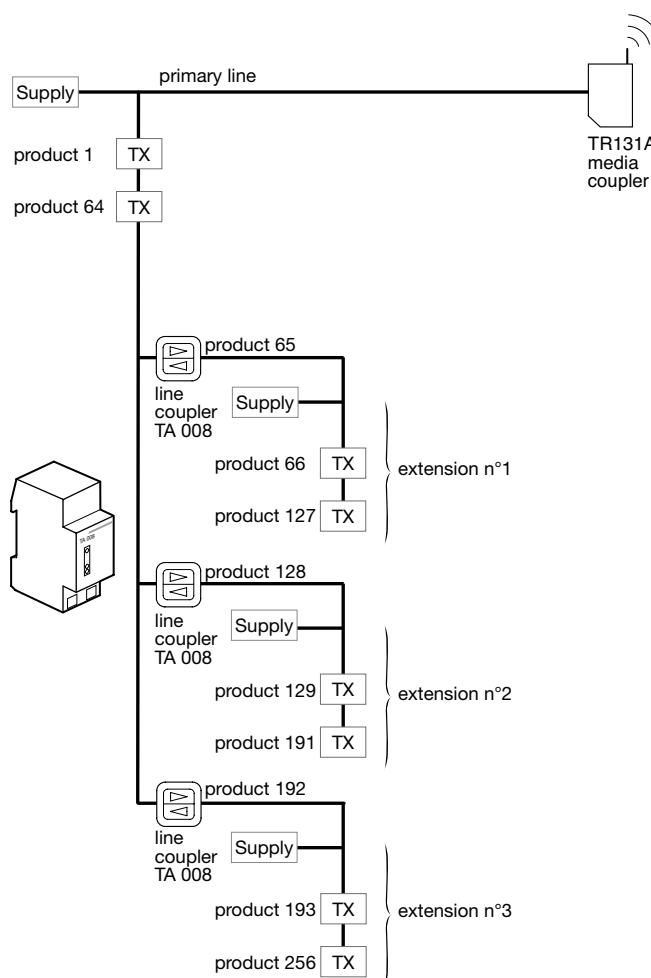 primary line
Supply
TR131A
media
coupler
product 1 TX
product 64 TX
product 65
line
coupler
TA 008
Supply
product 66 TX
extension n°1
product 127 TX
TA 008
product 128
line
coupler
TA 008
Supply
product 129 TX
extension n°2
product 191 TX
product 192
line
coupler
TA 008
Supply
product 193 TX
extension n°3
product 256 TX